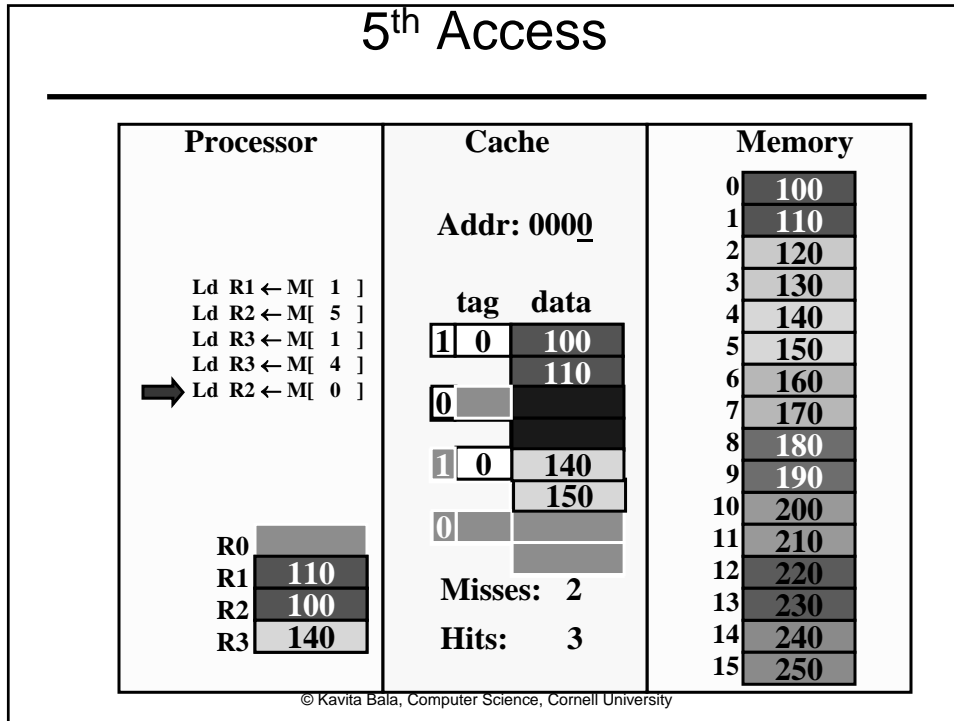 5th Access
Processor
Ld R1 ← M[ 1 ]
Ld R2 ← M[ 5 ]
Ld R3 ← M[ 1 ]
Ld R3 ← M[ 4 ]
Ld R2 ← M[ 0 ]
R0
R1 110
R2 100
R3 140
Cache
Addr: 0000
tag data
1 0 100
110
0
1 0 140
150
0
Misses: 2
Hits: 3
Memory
0 100
1 110
2 120
3 130
4 140
5 150
6 160
7 170
8 180
9 190
10 200
11 210
12 220
13 230
14 240
15 250
© Kavita Bala, Computer Science, Cornell University